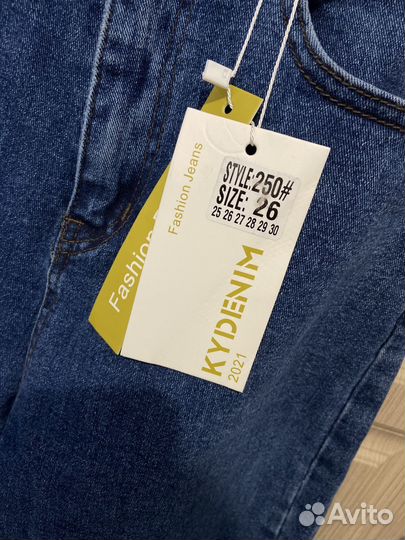 STYLE:250#
SIZE: 26
25 26 27 28 29 30
Fashion Jeans
KYDENIM
2021
Fashion
Avito